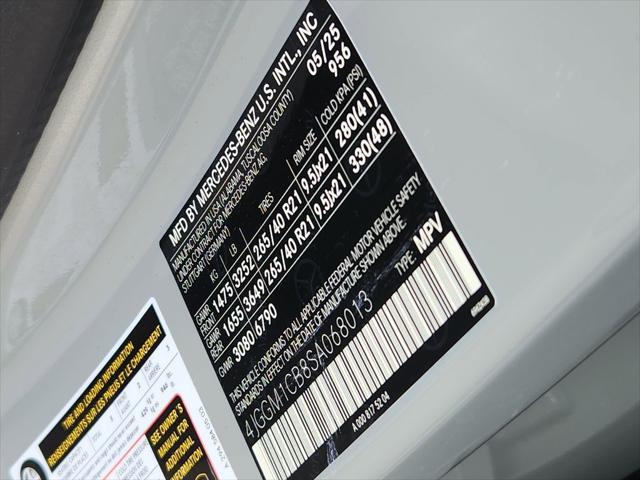 MFD BY MERCEDES-BENZ U.S. INTL., INC
MANUFACTURED IN USA (ALABAMA, TUSCALOOSA COUNTY) 05/25
UNDER CONTRACT FOR MERCEDES-BENZ AG, 956
STUTTGART (GERMANY)
KG LB TIRES RIM SIZE COLD KPA(PSI)
GAWR FRONT 1475 3252 265/40 R21 9.5Jx21 280(41)
GAWR REAR 1655 3649 265/40 R21 9.5Jx21 330(48)
GVWR 3080 6790
THIS VEHICLE CONFORMS TO ALL APPLICABLE FEDERAL MOTOR VEHICLE SAFETY
STANDARDS IN EFFECT ON THE DATE OF MANUFACTURE SHOWN ABOVE.
TYPE: MPV
4JGGM1CB8SA068013
A 000 817 52 04
TIRE AND LOADING INFORMATION
RENSEIGNEMENTS SUR LES PNEUS ET LE CHARGEMENT
SEE OWNER'S
MANUAL FOR
ADDITIONAL
A 294 584 05 03